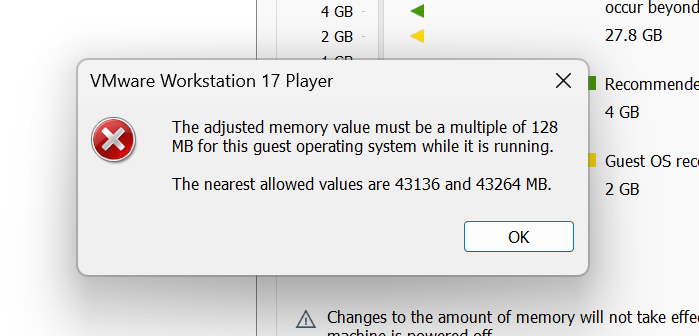 occur beyond
4 GB
2 GB
27.8 GB
VMware Workstation 17 Player
Recommende
The adjusted memory value must be a multiple of 128
MB for this guest operating system while it is running.
4 GB
Guest OS reco
The nearest allowed values are 43136 and 43264 MB.
2 GB
OK
Changes to the amount of memory will not take effe
machine is powered off